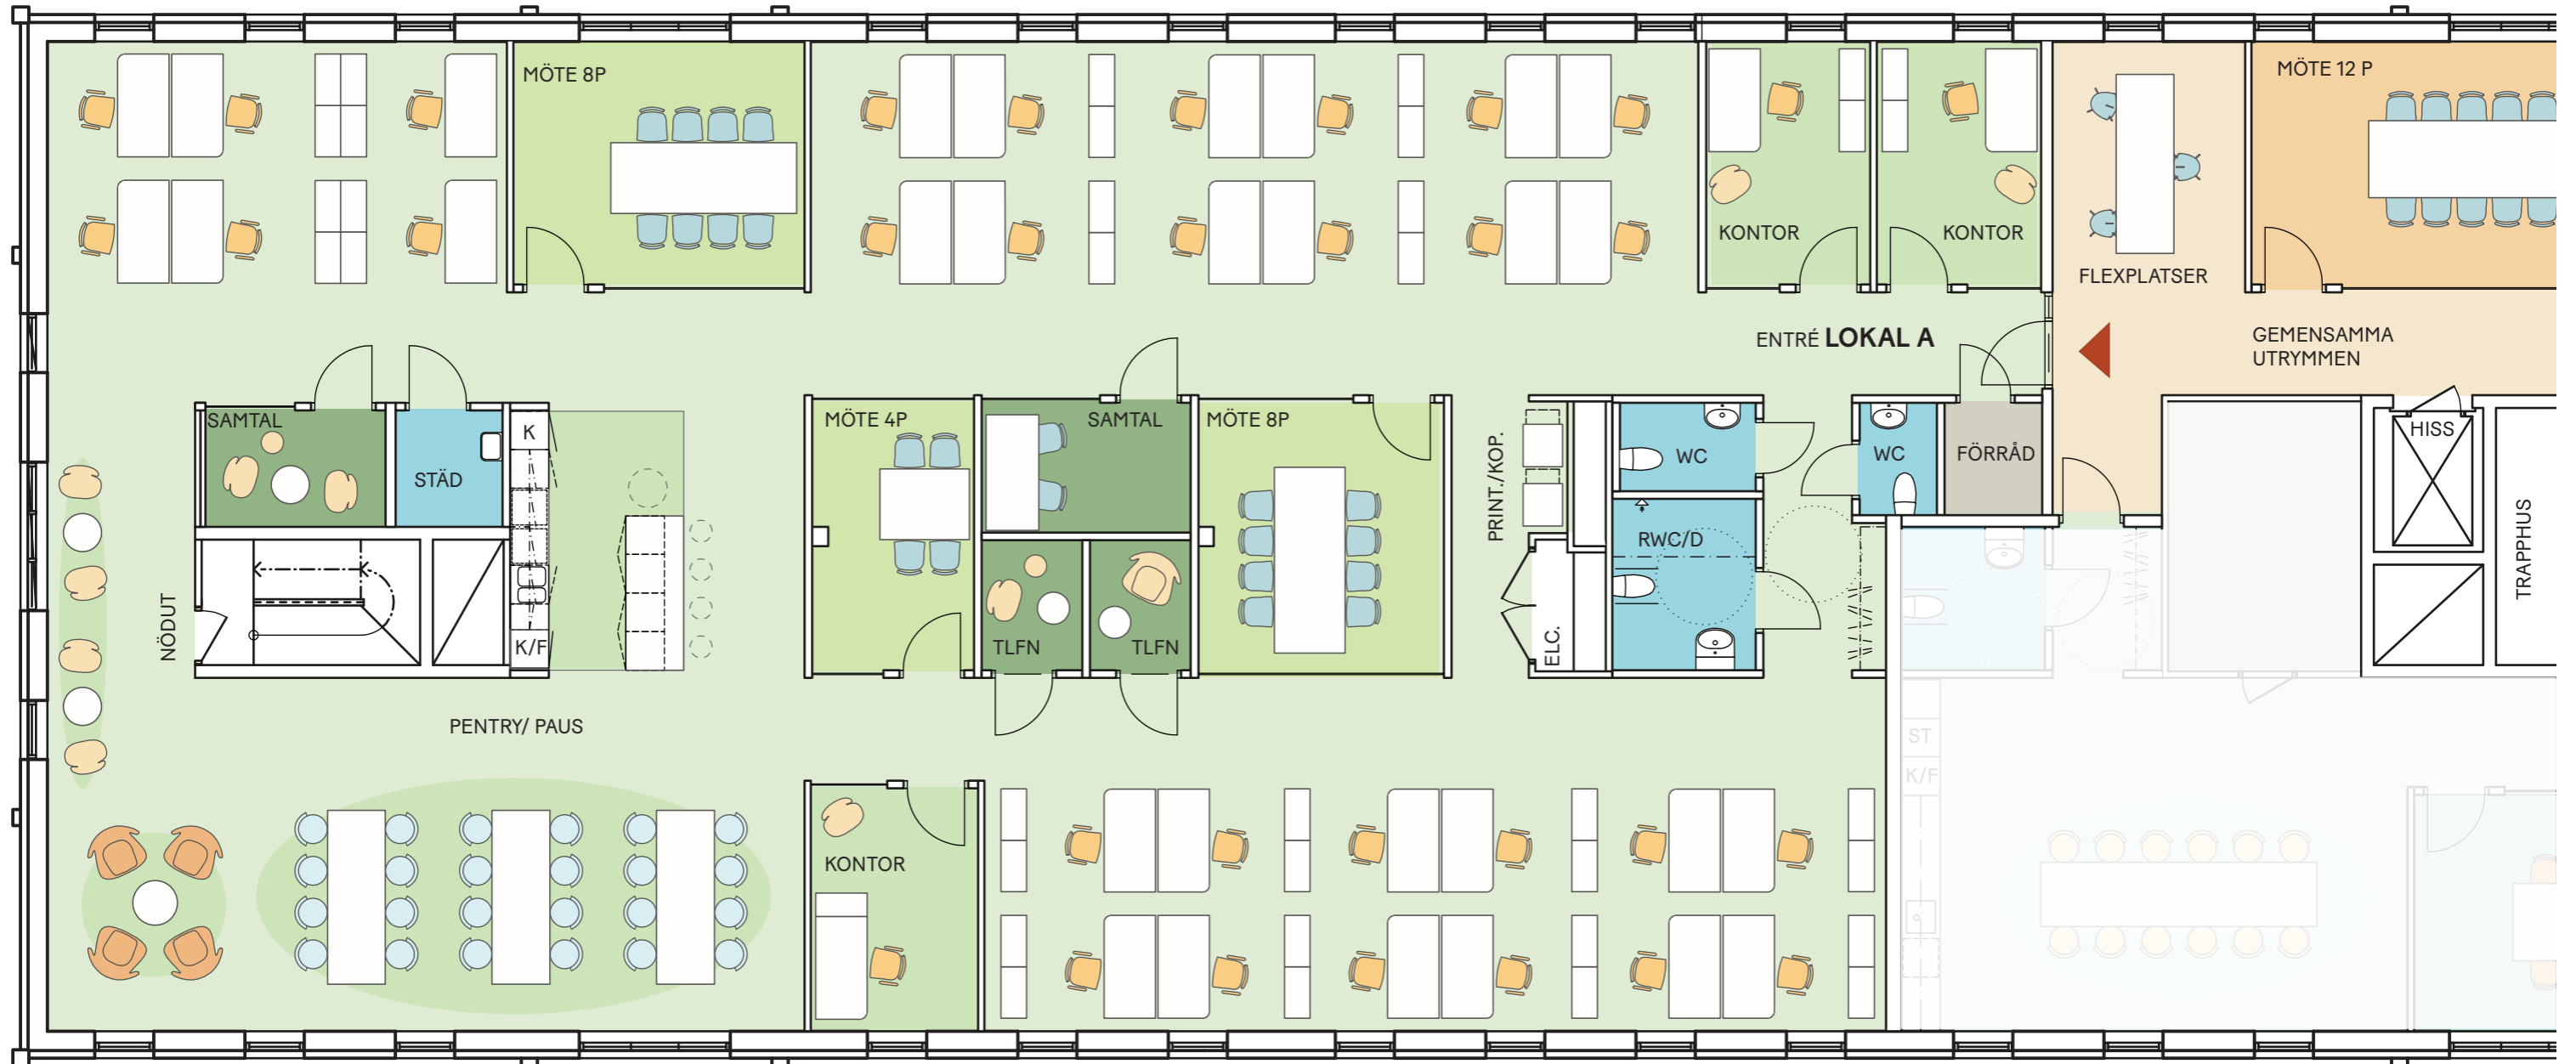 MÖTE 8P
MÖTE 12 P
KONTOR
KONTOR
FLEXPLATSER
ENTRÉ LOKAL A
GEMENSAMMA
UTRYMMEN
SAMTAL
STÄD
K
K/F
NÖDUT
MÖTE 4P
SAMTAL
MÖTE 8P
TLFN
TLFN
PRINT./KOP.
ELC.
WC
RWC/D
WC
FÖRRÅD
HISS
TRAPPHUS
PENTRY/ PAUS
ST
K/F
KONTOR